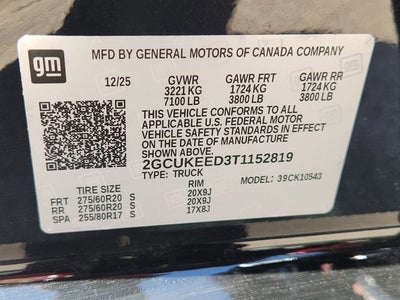 gm
MFD BY GENERAL MOTORS OF CANADA COMPANY
12/25 GVWR GAWR FRT GAWR RR
3221 KG 1724 KG 1724 KG
7100 LB 3800 LB 3800 LB
THIS VEHICLE CONFORMS TO ALL
APPLICABLE U.S. FEDERAL MOTOR
VEHICLE SAFETY STANDARDS IN EFFECT
ON THE DATE OF MANUFACTURE SHOWN ABOVE.
2GCUKEED3T1152819
TYPE: TRUCK MODEL: 39CK10543
TIRE SIZE RIM
FRT 275/60R20 S 20X9J
RR 275/60R20 S 20X9J
SPA 255/80R17 S 17X8J